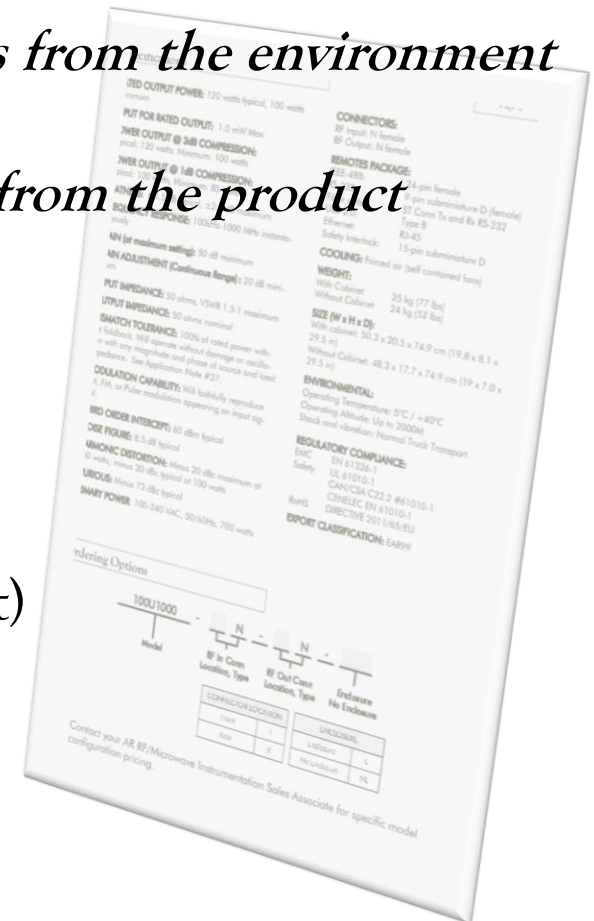 s from the environment
from the product
t)
RATED OUTPUT POWER: 120 watts typical, 100 watts
PUT FOR RATED OUTPUT: 1.0 mW Max
OWER OUTPUT @ 3dB COMPRESSION:
pical: 120 watts, Minimum: 100 watts
OWER OUTPUT @ 1dB COMPRESSION:
RESPONSE: 100kHz-1000 MHz
AIN (at maximum setting): 50 dB minimum
AIN ADJUSTMENT (Continuous Range): 20 dB mini-
PUT IMPEDANCE: 50 ohms, VSWR 1.5:1 maximum
UTPUT IMPEDANCE: 50 ohms nominal
SMATCH TOLERANCE: 100% of rated power with-
t foldback. Will operate without damage or oscilla-
n with any magnitude and phase of source and load
pedance. See Application Note #27.
ODULATION CAPABILITY: Will faithfully reproduce
, FM, or Pulse modulation appearing on input sig-
IRD ORDER INTERCEPT: 60 dBm typical
OISE FIGURE: 8.5 dB typical
ARMONIC DISTORTION: Minus 20 dBc maximum at
0 watts, minus 30 dBc typical at 100 watts
URIOUS: Minus 73 dBc typical
IMARY POWER: 100-240 VAC, 50/60Hz, 700 watts
CONNECTORS:
RF Input: N female
RF Output: N female
REMOTES PACKAGE:
24-pin female
9-pin subminiature D (female)
ST Conn Tx and Rx RS-232
Type B
Ethernet: RJ-45
Safety Interlock: 15-pin subminiature D
COOLING: Forced air (self contained fans)
WEIGHT:
With Cabinet 35 kg (77 lbs)
Without Cabinet 24 kg (52 lbs)
SIZE (W x H x D):
With cabinet: 50.3 x 20.5 x 74.9 cm (19.8 x 8.1 x
29.5 in)
Without Cabinet: 48.3 x 17.7 x 74.9 cm (19 x 7.0 x
29.5 in)
ENVIRONMENTAL:
Operating Temperature: 5°C / +40°C
Operating Altitude: Up to 2000M
Shock and vibration: Normal Truck Transport
REGULATORY COMPLIANCE:
EMC EN 61326-1
Safety UL 61010-1
CAN/CSA C22.2 #61010-1
CENELEC EN 61010-1
RoHS DIRECTIVE 2011/65/EU
EXPORT CLASSIFICATION: EAR99
rdering Options
100U1000 - N - N -
Model
RF In Conn
Location, Type
RF Out Conn
Location, Type
Enclosure
No Enclosure
CONNECTOR LOCATION
Front F
Rear R
ENCLOSURE
Enclosure L
No Enclosure NL
Contact your AR RF/Microwave Instrumentation Sales Associate for specific model
configuration pricing.